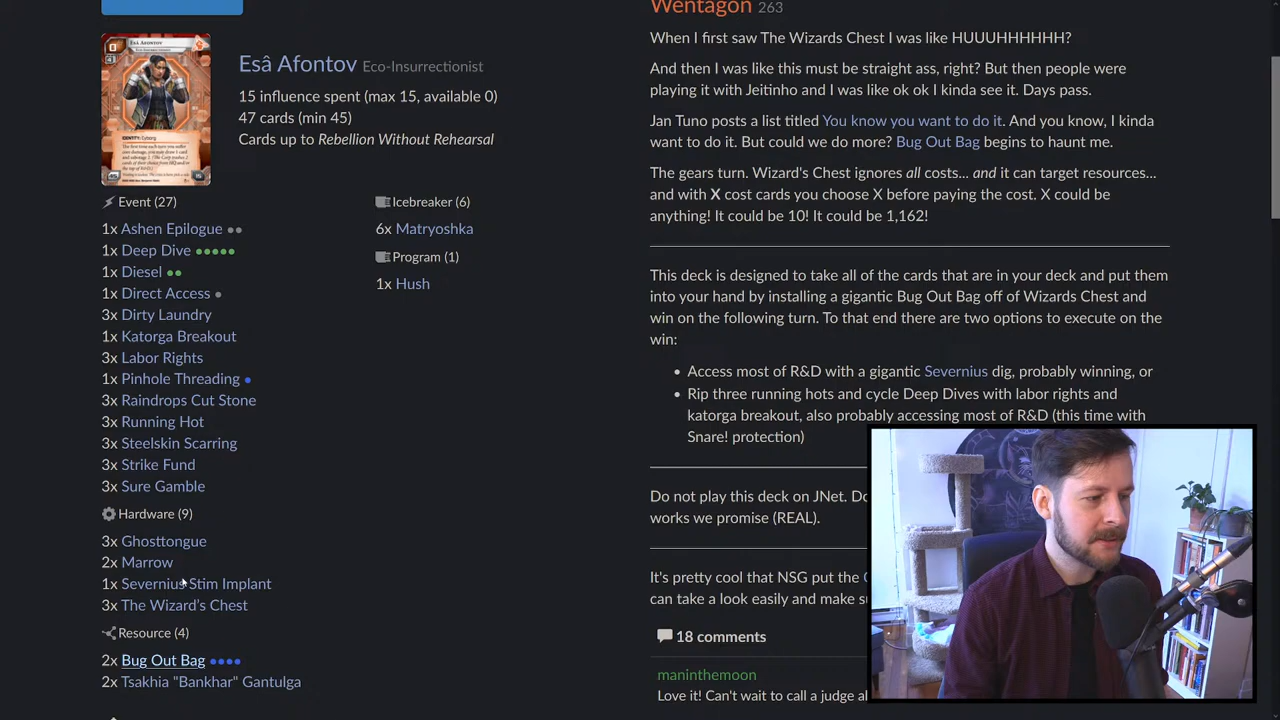 Wentagon 263
Esâ Afontov Eco-Insurrectionist
15 influence spent (max 15, available 0)
47 cards (min 45)
Cards up to Rebellion Without Rehearsal
Event (27)
1x Ashen Epilogue
1x Deep Dive
1x Diesel
1x Direct Access
3x Dirty Laundry
1x Katorga Breakout
3x Labor Rights
1x Pinhole Threading
3x Raindrops Cut Stone
3x Running Hot
3x Steelskin Scarring
3x Strike Fund
3x Sure Gamble
Hardware (9)
3x Ghosttongue
2x Marrow
1x Severnius Stim Implant
3x The Wizard's Chest
Resource (4)
2x Bug Out Bag
2x Tsakhia "Bankhar" Gantulga
Icebreaker (6)
6x Matryoshka
Program (1)
1x Hush
When I first saw The Wizard's chest I was like HUUUHHHHHH?
And then I was like this must be straight ass, right? But then people were
playing it with Jeitinho and I was like ok ok I kinda see it. Days pass.
Jan Tuno posts a list titled You know you want to do it. And you know, I kinda
want to do it. But could we do more? Bug Out Bag begins to haunt me.
The gears turn. Wizard's Chest ignores all costs... and it can target resources...
and with X cost cards you choose X before paying the cost. X could be
anything! It could be 10! It could be 1,162!
This deck is designed to take all of the cards that are in your deck and put them
into your hand by installing a gigantic Bug Out Bag off of Wizards Chest and
win on the following turn. To that end there are two options to execute on the
win:
• Access most of R&D with a gigantic Severnius dig, probably winning, or
• Rip three running hots and cycle Deep Dives with labor rights and
katorga breakout, also probably accessing most of R&D (this time with
Snare! protection)
Do not play this deck on JNet.
works we promise (REAL).
It's pretty cool that NSG put the
can take a look easily and make su
18 comments
maninthemoon
Love it! Can't wait to call a judge